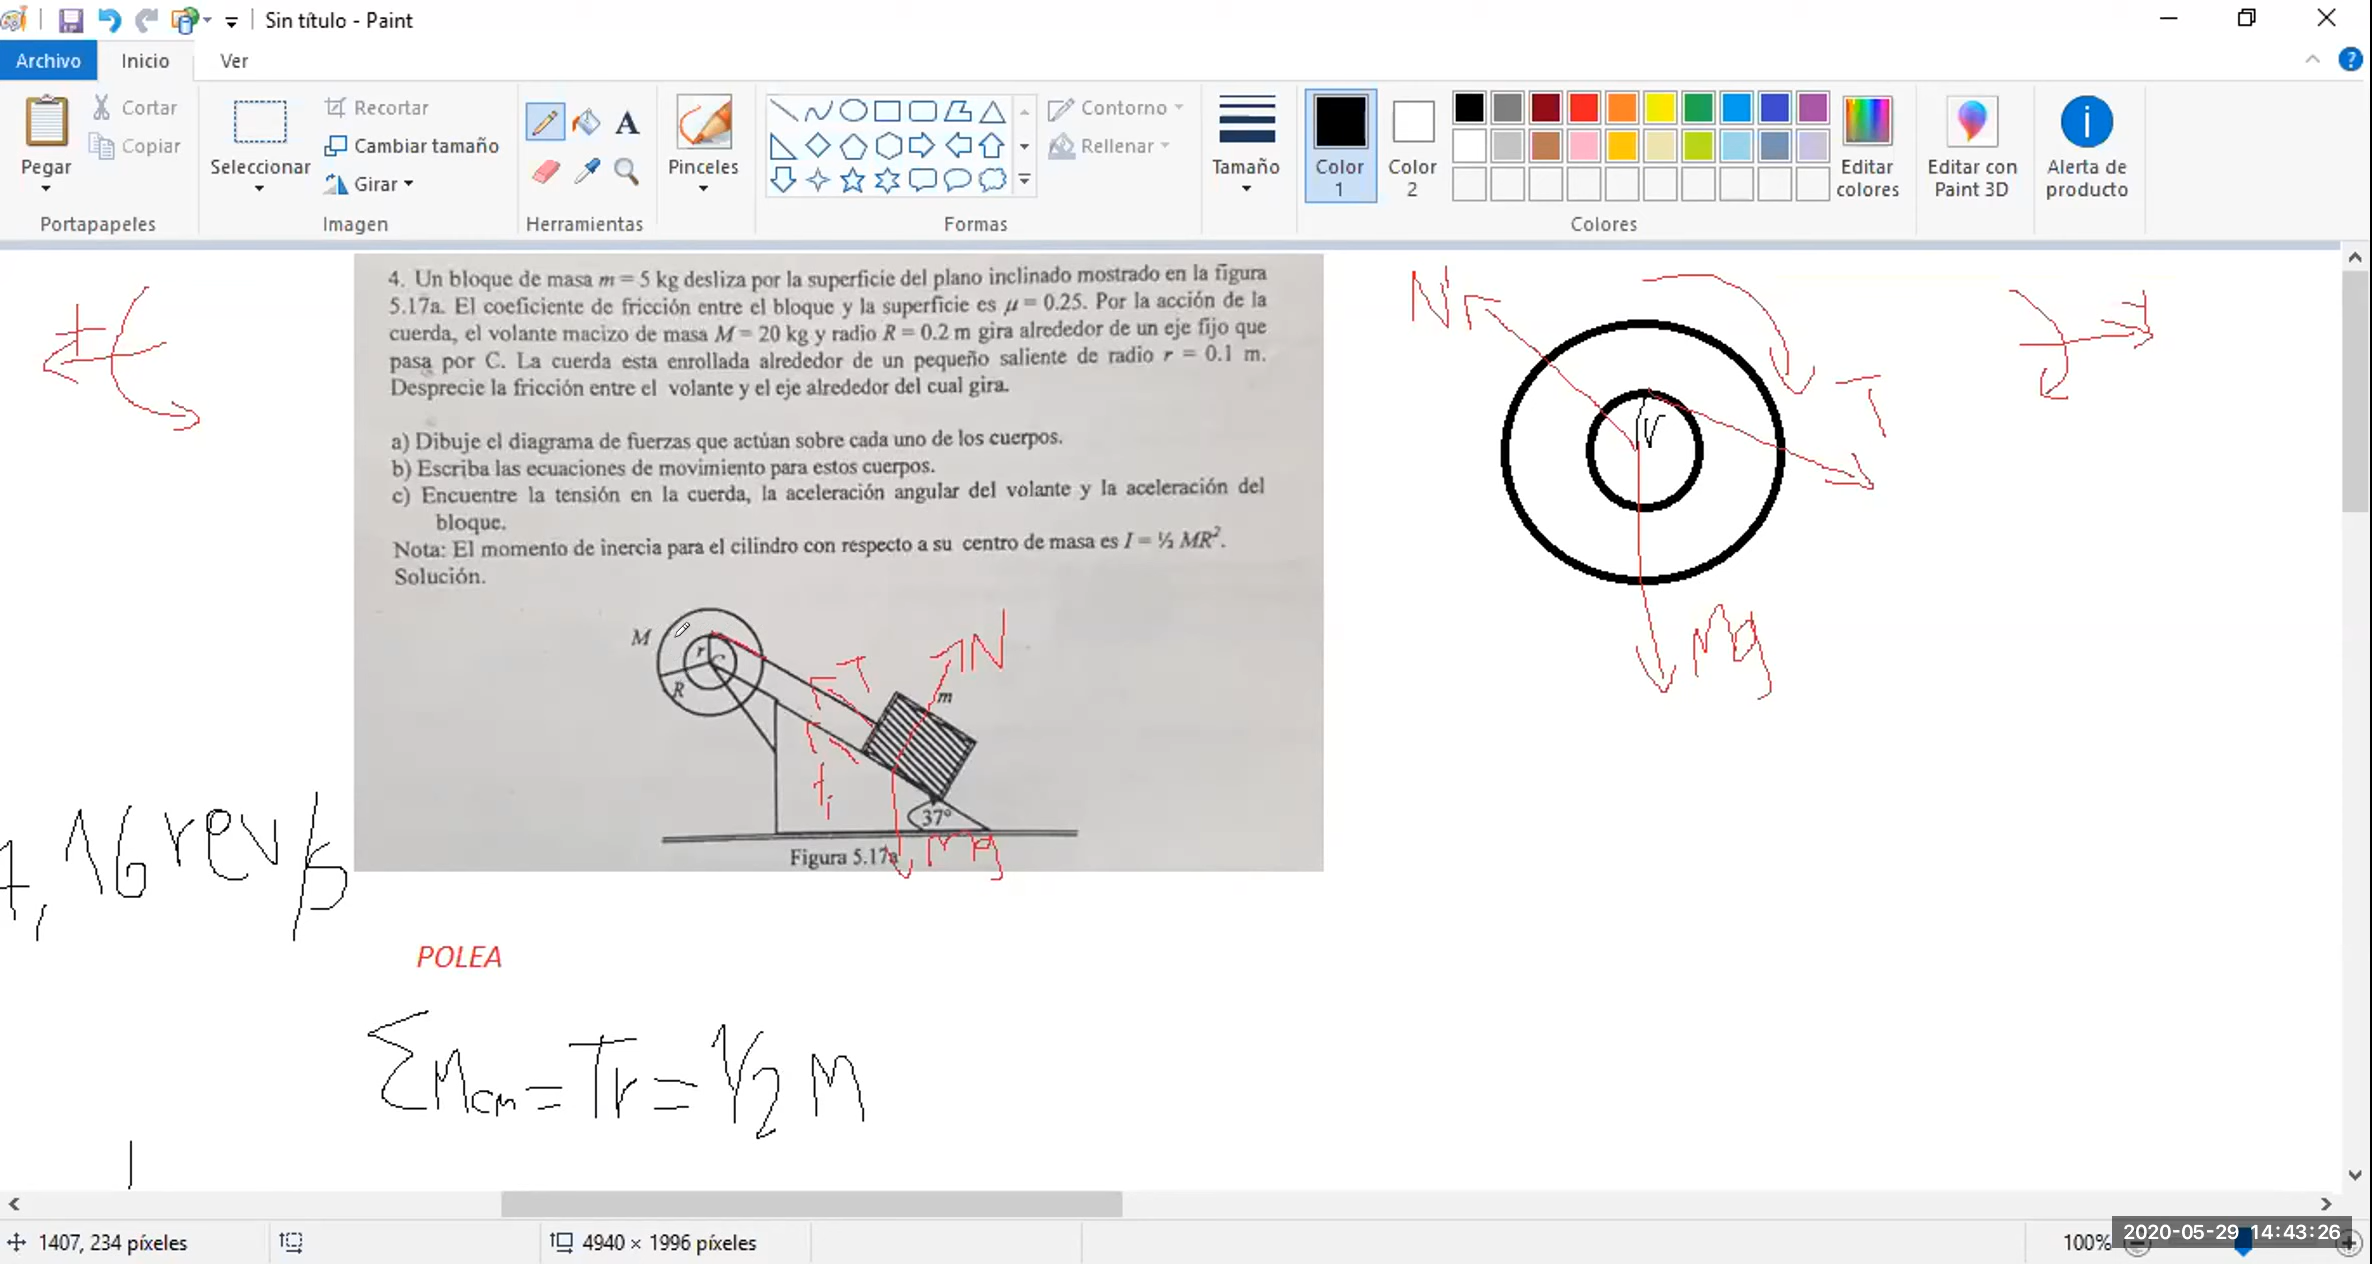 Sin título - Paint
Archivo Inicio Ver
Pegar
Cortar
Copiar
Portapapeles
Seleccionar
Recortar
Cambiar tamaño
Girar
Imagen
A
Herramientas
Pinceles
Formas
Contorno
Rellenar
Tamaño
Color 1
Color 2
Colores
Editar colores
Editar con Paint 3D
Alerta de producto
4. Un bloque de masa m = 5 kg desliza por la superficie del plano inclinado mostrado en la figura
5.17a. El coeficiente de fricción entre el bloque y la superficie es μ = 0.25. Por la acción de la
cuerda, el volante macizo de masa M = 20 kg y radio R = 0.2 m gira alrededor de un eje fijo que
pasa por C. La cuerda esta enrollada alrededor de un pequeño saliente de radio r = 0.1 m.
Desprecie la fricción entre el volante y el eje alrededor del cual gira.
a) Dibuje el diagrama de fuerzas que actúan sobre cada uno de los cuerpos.
b) Escriba las ecuaciones de movimiento para estos cuerpos.
c) Encuentre la tensión en la cuerda, la aceleración angular del volante y la aceleración del
bloque.
Nota: El momento de inercia para el cilindro con respecto a su centro de masa es I = ½ MR².
Solución.
M
r
C
R
T
N
m
37°
Mg
Figura 5.17a
N
T
r
Mg
+
+
,16 rev/s
POLEA
ΣMcm = Tr = 1/2 M
1407, 234 píxeles
4940 × 1996 píxeles
100%
2020-05-29 14:43:26